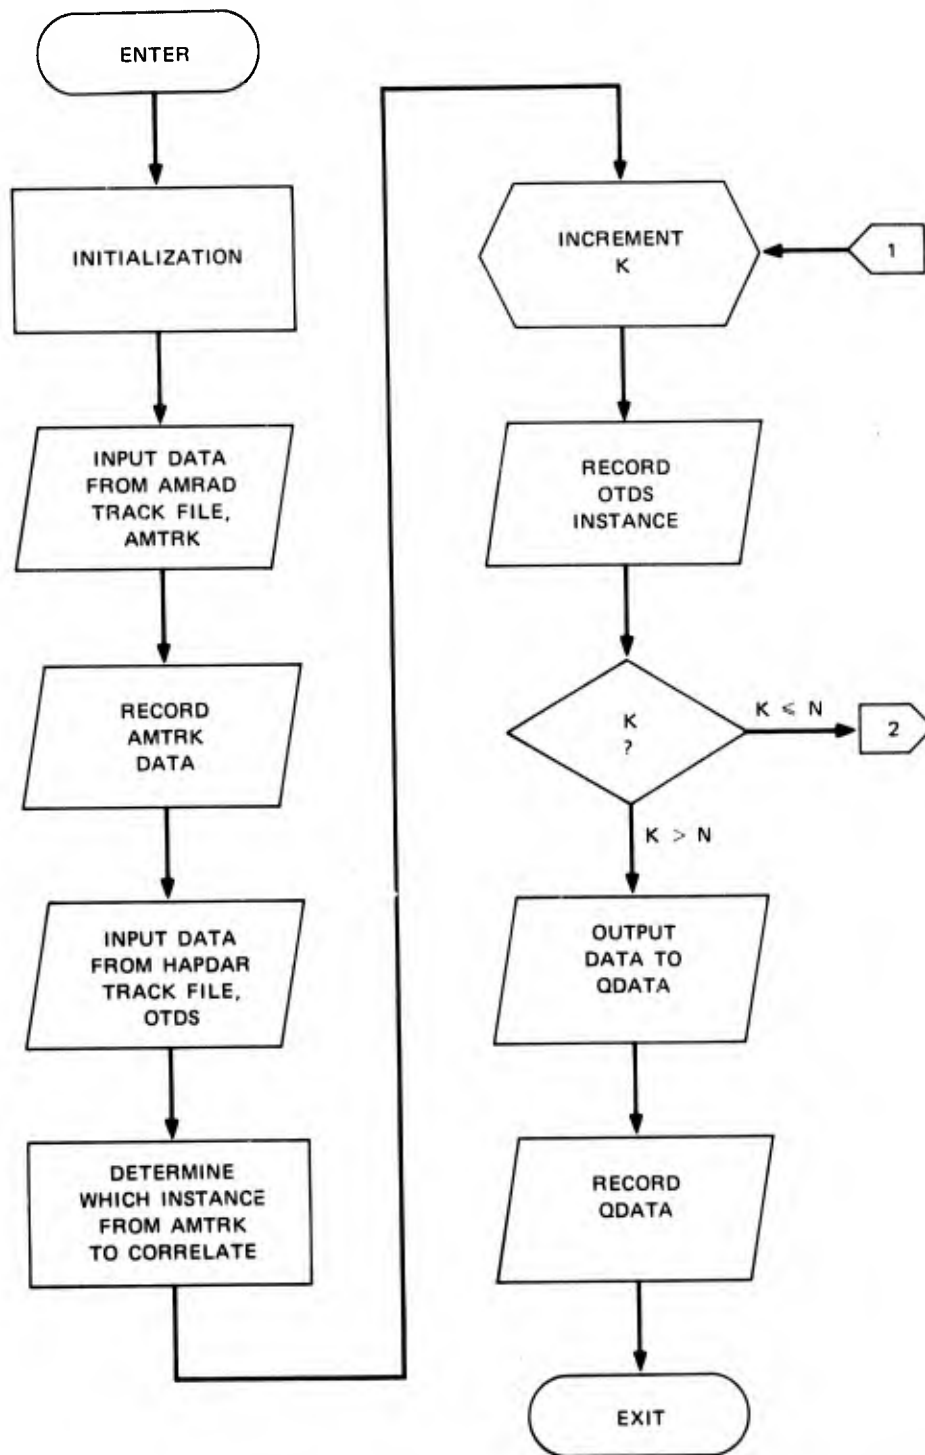 ENTER
INITIALIZATION
INPUT DATA
FROM AMRAD
TRACK FILE,
AMTRK
RECORD
AMTRK
DATA
INPUT DATA
FROM HAPDAR
TRACK FILE,
OTDS
DETERMINE
WHICH INSTANCE
FROM AMTRK
TO CORRELATE
INCREMENT
K
1
RECORD
OTDS
INSTANCE
K
?
K ⩽ N
2
K > N
OUTPUT
DATA TO
QDATA
RECORD
QDATA
EXIT